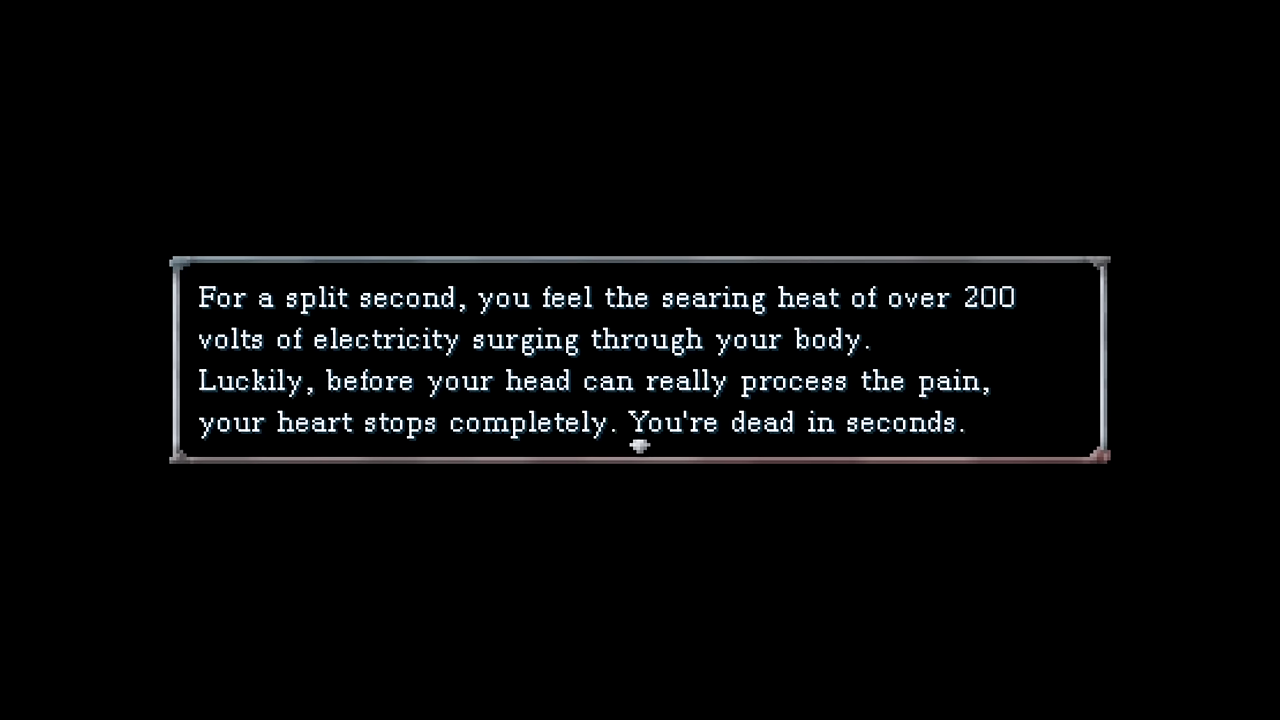 For a split second, you feel the searing heat of over 200
volts of electricity surging through your body.
Luckily, before your head can really process the pain,
your heart stops completely. You're dead in seconds.